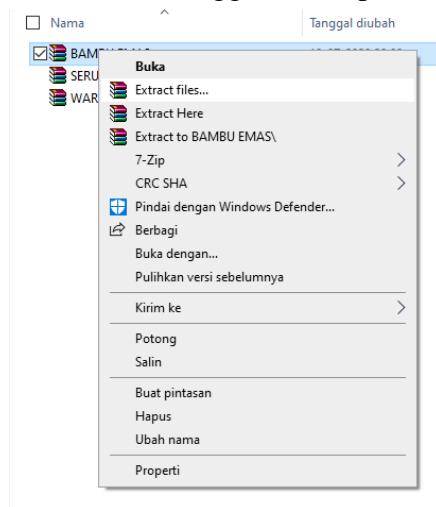 Nama
Tanggal diubah
Buka
SERU
Extract files...
WAR
Extract Here
Extract to BAMBU EMAS\
7-Zip
CRC SHA
Pindai dengan Windows Defender...
Berbagi
Buka dengan...
Pulihkan versi sebelumnya
Kirim ke
Potong
Salin
Buat pintasan
Hapus
Ubah nama
Properti